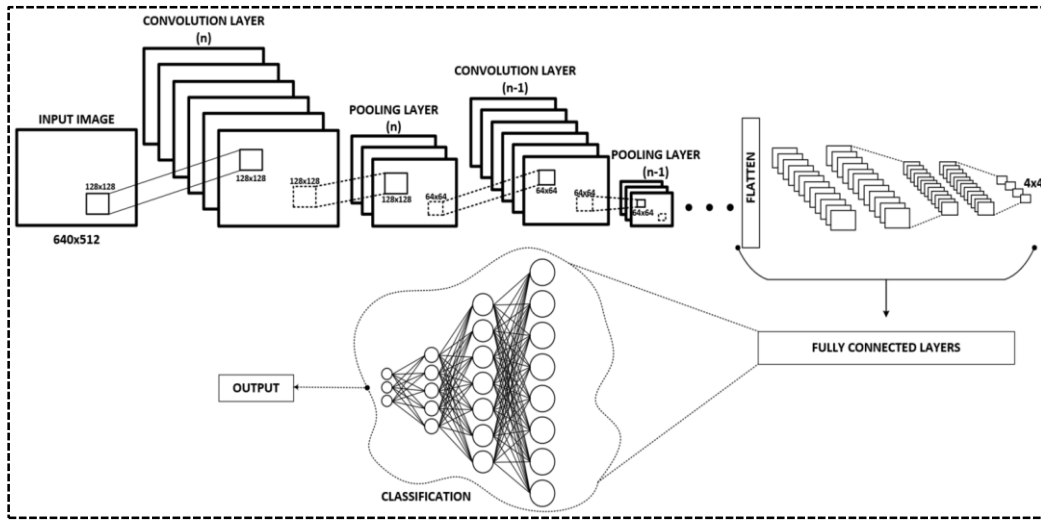 CONVOLUTION LAYER
(n)
INPUT IMAGE
128x128
640x512
128x128
128x128
POOLING LAYER
(n)
128x128
64x64
CONVOLUTION LAYER
(n-1)
64x64
64x64
POOLING LAYER
(n-1)
64x64
FLATTEN
4x4
FULLY CONNECTED LAYERS
OUTPUT
CLASSIFICATION